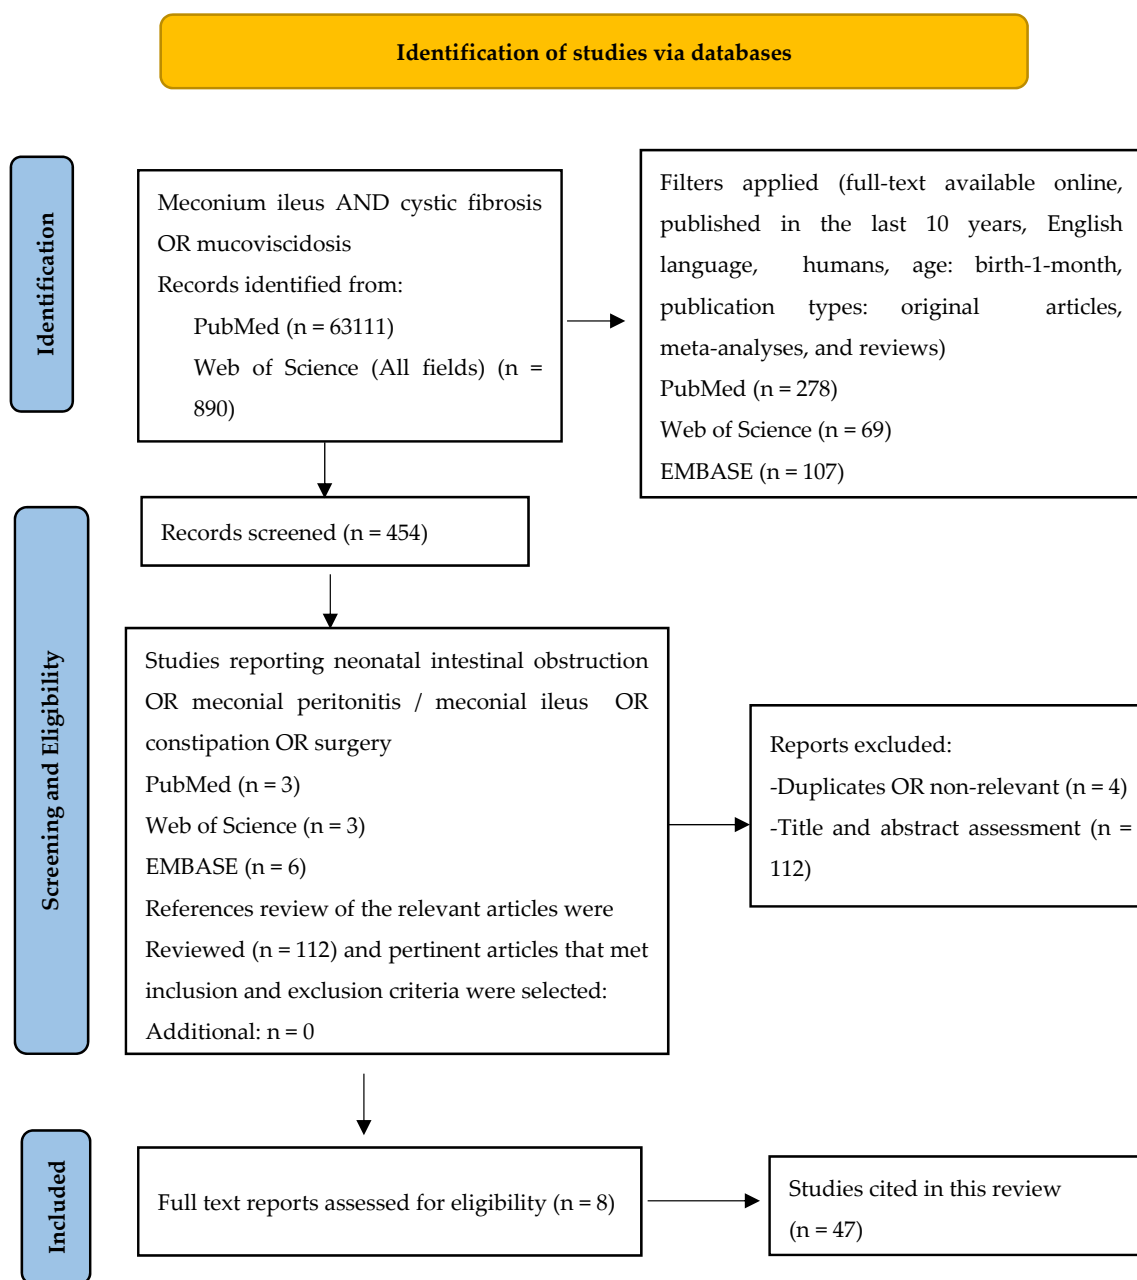 Identification of studies via databases
Identification
Meconium ileus AND cystic fibrosis
OR mucoviscidosis
Records identified from:
PubMed (n = 63111)
Web of Science (All fields) (n =
890)
Filters applied (full-text available online,
published in the last 10 years, English
language, humans, age: birth-1-month,
publication types: original articles,
meta-analyses, and reviews)
PubMed (n = 278)
Web of Science (n = 69)
EMBASE (n = 107)
Screening and Eligibility
Records screened (n = 454)
Studies reporting neonatal intestinal obstruction
OR meconial peritonitis / meconial ileus OR
constipation OR surgery
PubMed (n = 3)
Web of Science (n = 3)
EMBASE (n = 6)
References review of the relevant articles were
Reviewed (n = 112) and pertinent articles that met
inclusion and exclusion criteria were selected:
Additional: n = 0
Reports excluded:
-Duplicates OR non-relevant (n = 4)
-Title and abstract assessment (n =
112)
Included
Full text reports assessed for eligibility (n = 8)
Studies cited in this review
(n = 47)